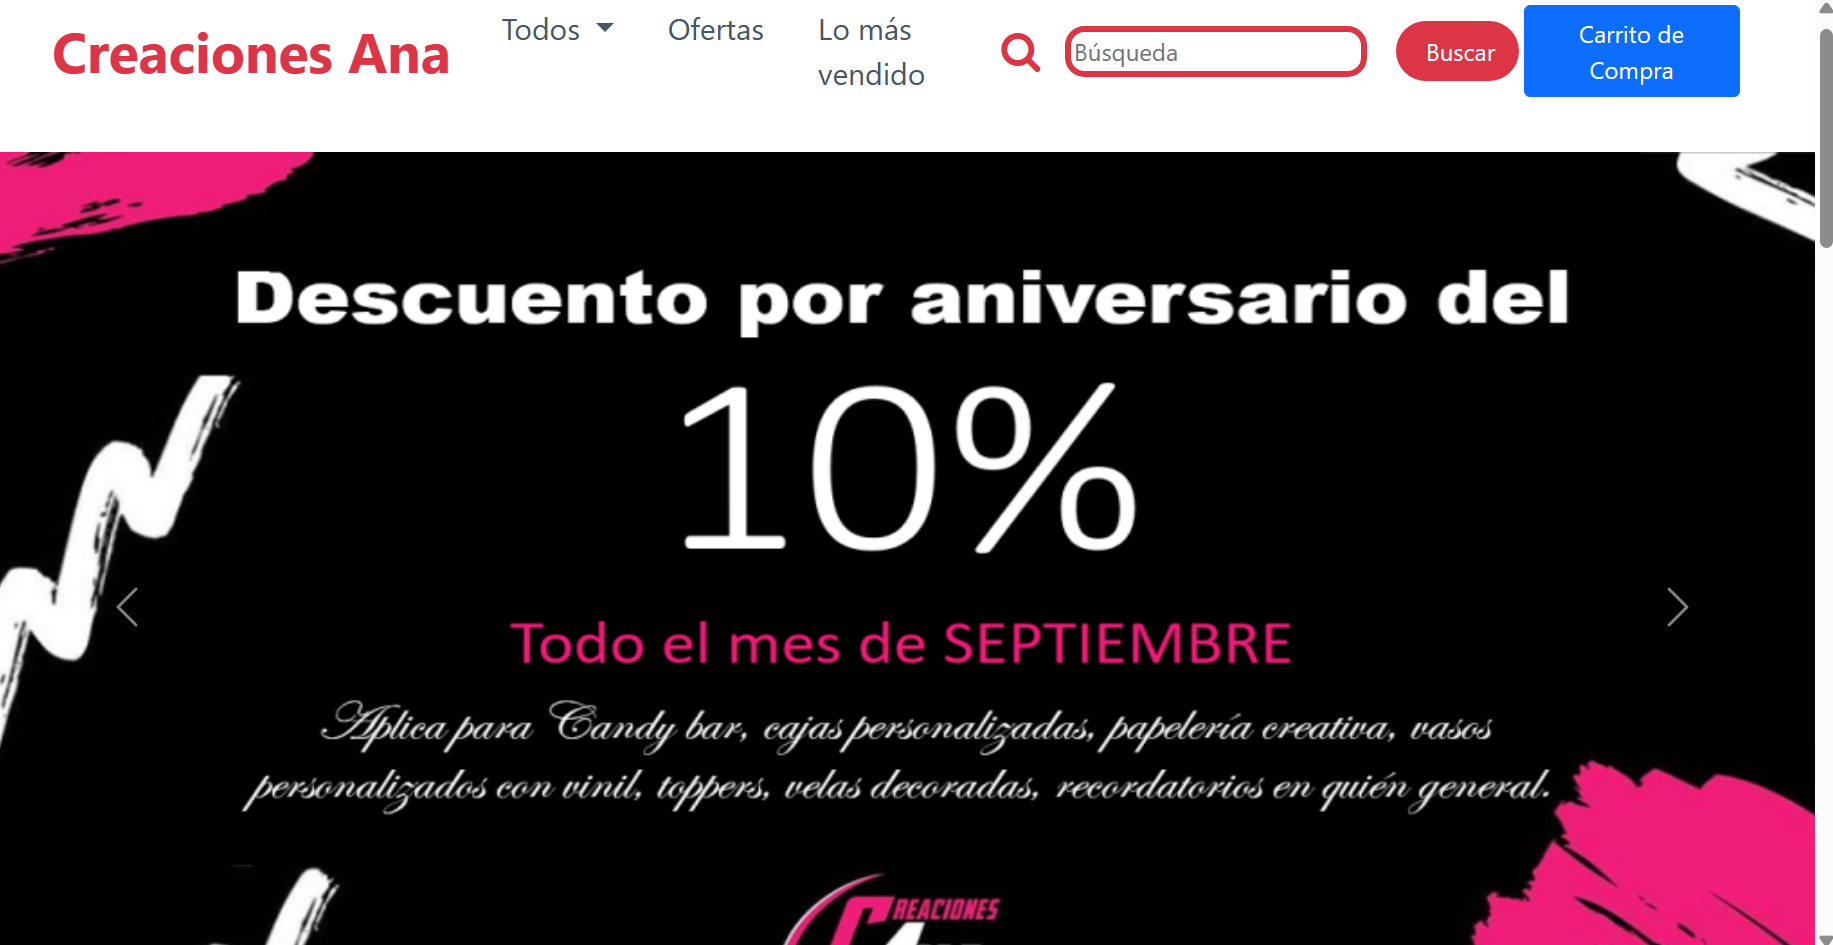 Creaciones Ana
Todos
Ofertas
Lo más
vendido
Búsqueda
Buscar
Carrito de
Compra
Descuento por aniversario del
10%
Todo el mes de SEPTIEMBRE
Aplica para Candy bar, cajas personalizadas, papelería creativa, vasos
personalizados con vinil, toppers, velas decoradas, recordatorios en quién general.
CREACIONES